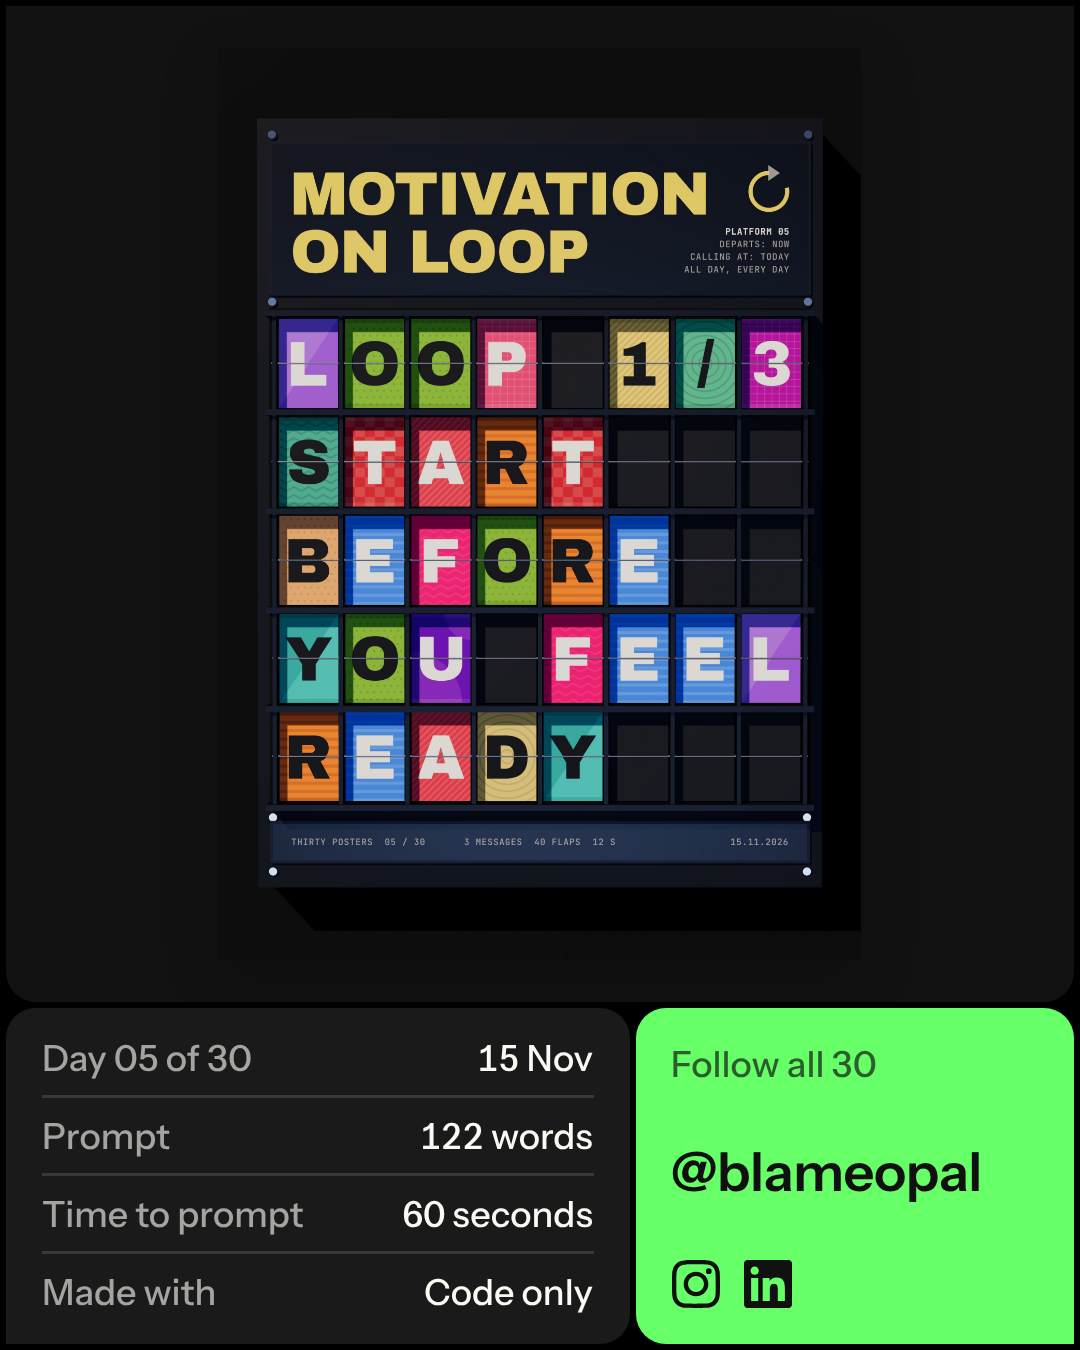 MOTIVATION
ON LOOP
PLATFORM 05
DEPARTS: NOW
CALLING AT: TODAY
ALL DAY, EVERY DAY
LOOP 1/3
START
BEFORE
YOU FEEL
READY
THIRTY POSTERS 05 / 30 3 MESSAGES 40 FLAPS 12 S 15.11.2026
Day 05 of 30 15 Nov
Prompt 122 words
Time to prompt 60 seconds
Made with Code only
Follow all 30
@blameopal
in